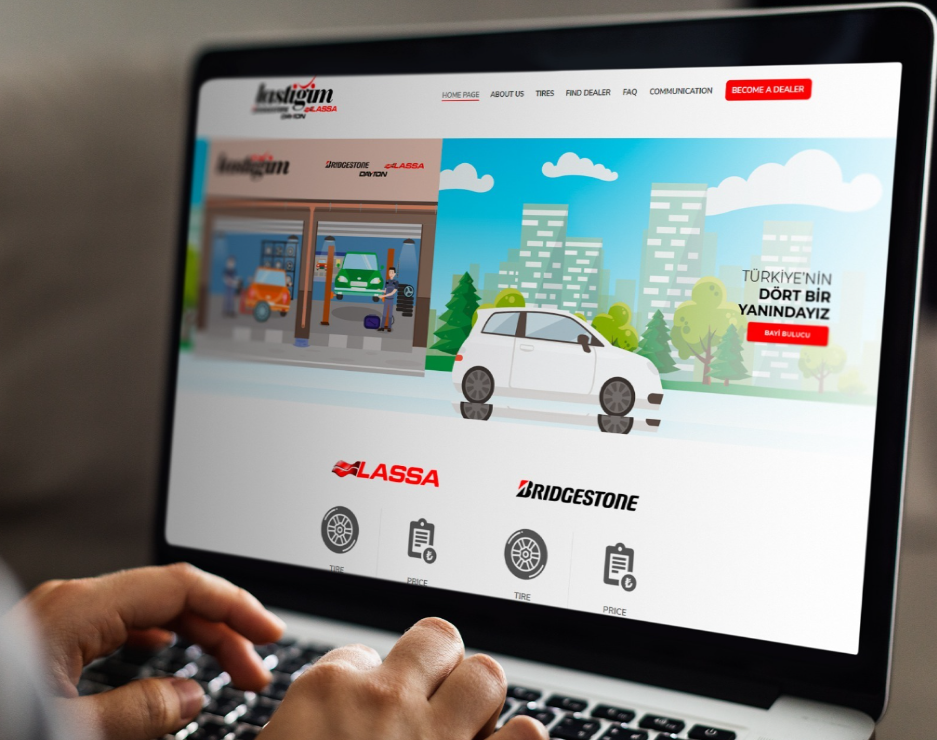 lastiğim
LASSA
DAYTON
HOME PAGE
ABOUT US
TIRES
FIND DEALER
FAQ
COMMUNICATION
BECOME A DEALER
lastiğim
BRIDGESTONE
LASSA
DAYTON
TÜRKİYE'NİN
DÖRT BİR
YANINDAYIZ
BAYİ BULUCU
LASSA
BRIDGESTONE
TIRE
PRICE
TIRE
PRICE